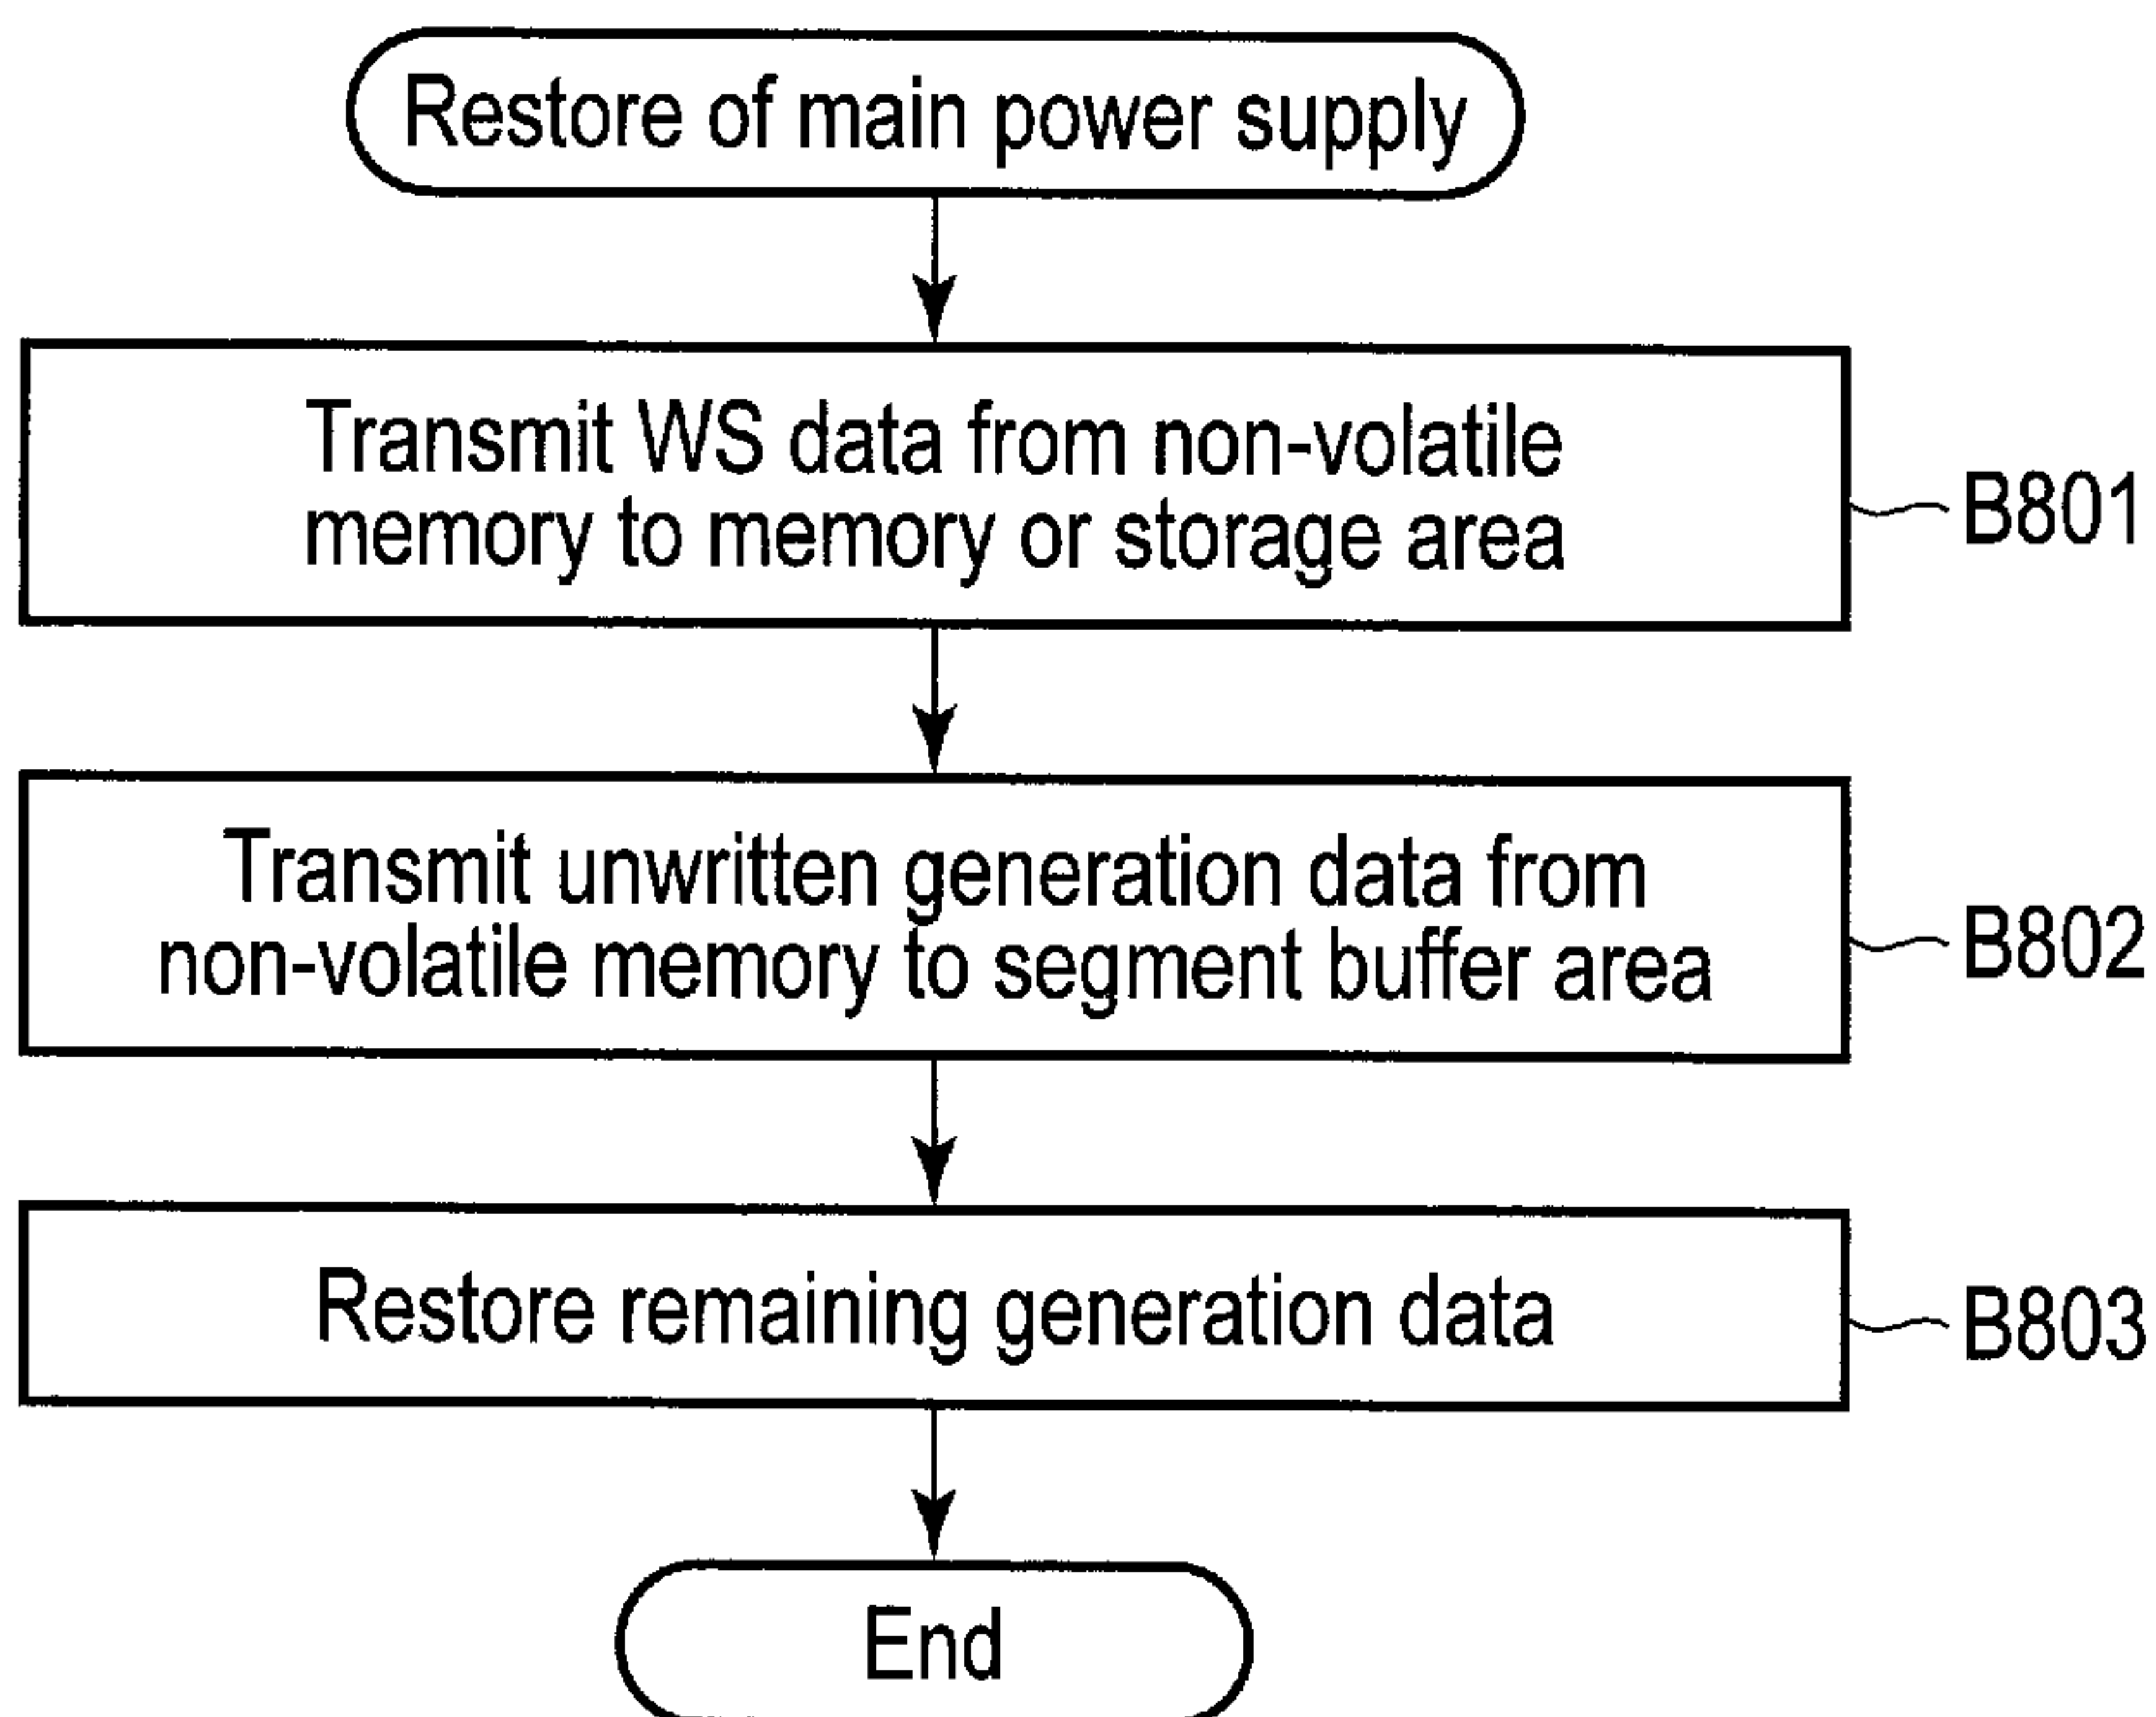 Restore of main power supply
Transmit WS data from non-volatile
memory to memory or storage area
B801
Transmit unwritten generation data from
non-volatile memory to segment buffer area
B802
Restore remaining generation data
B803
End